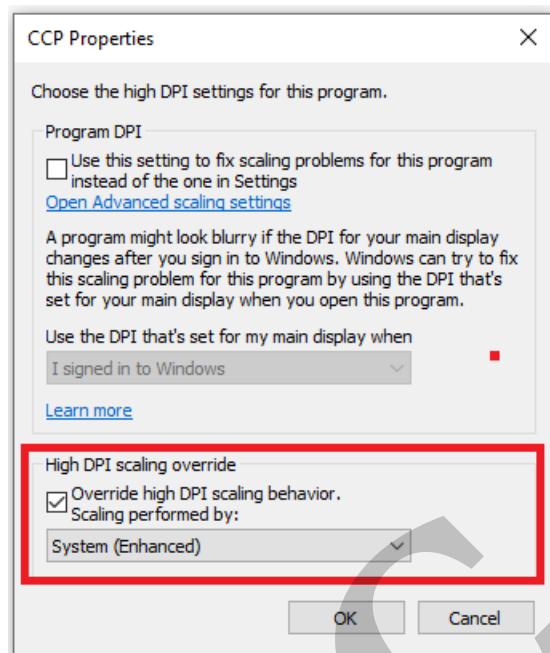 CCP Properties
Choose the high DPI settings for this program.
Program DPI
Use this setting to fix scaling problems for this program
instead of the one in Settings
Open Advanced scaling settings
A program might look blurry if the DPI for your main display
changes after you sign in to Windows. Windows can try to fix
this scaling problem for this program by using the DPI that's
set for your main display when you open this program.
Use the DPI that's set for my main display when
I signed in to Windows
Learn more
High DPI scaling override
Override high DPI scaling behavior.
Scaling performed by:
System (Enhanced)
OK Cancel